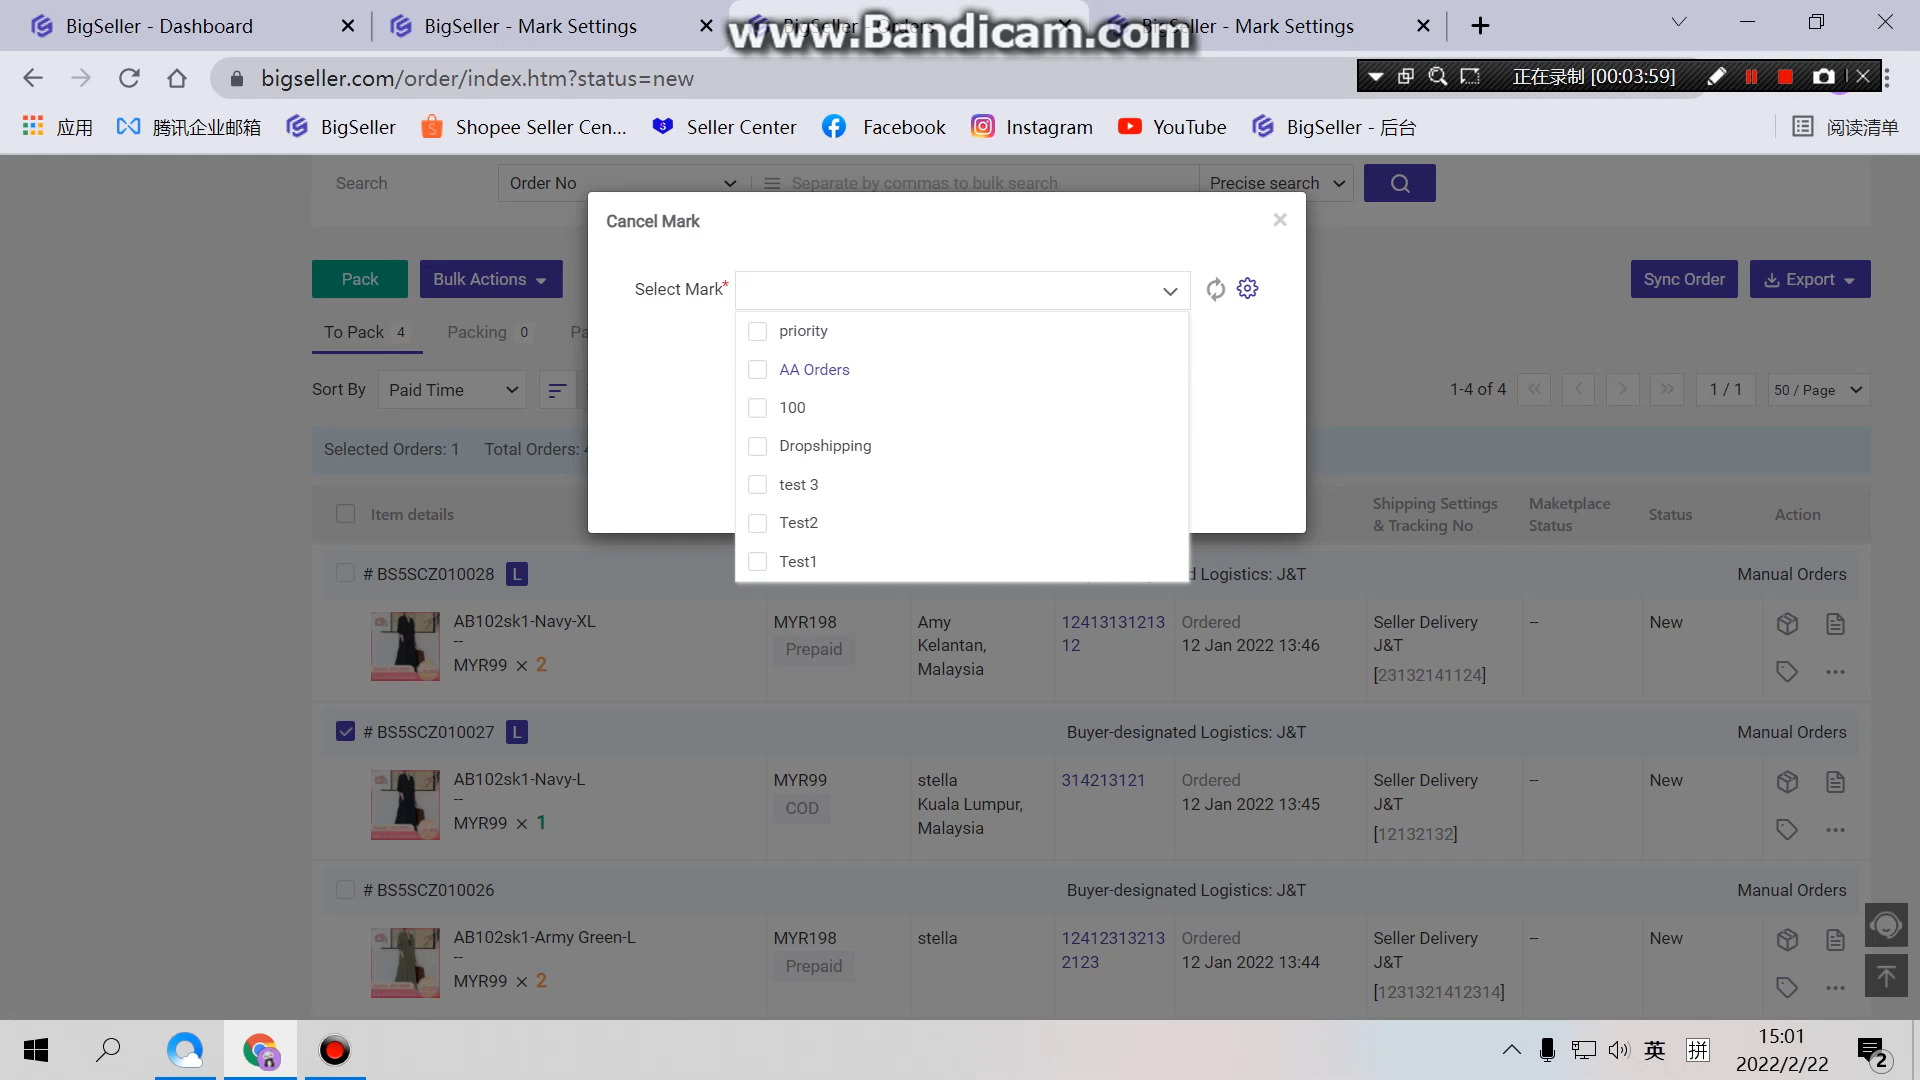 BigSeller - Dashboard
BigSeller - Mark Settings
BigSeller - Orders
BigSeller - Mark Settings
www.Bandicam.com
bigseller.com/order/index.htm?status=new
正在录制 [00:03:59]
应用
腾讯企业邮箱
BigSeller
Shopee Seller Cen...
Seller Center
Facebook
Instagram
YouTube
BigSeller - 后台
阅读清单
Search
Order No
Separate by commas to bulk search
Precise search
Cancel Mark
Select Mark*
priority
AA Orders
100
Dropshipping
test 3
Test2
Test1
Pack
Bulk Actions
Sync Order
Export
To Pack 4
Packing 0
Pa
Sort By
Paid Time
1-4 of 4
1 / 1
50 / Page
Selected Orders: 1
Total Orders:
Item details
Shipping Settings
& Tracking No
Marketplace
Status
Status
Action
# BS5SCZ010028 L
d Logistics: J&T
Manual Orders
AB102sk1-Navy-XL
--
MYR99 × 2
MYR198
Prepaid
Amy
Kelantan,
Malaysia
12413131213
12
Ordered
12 Jan 2022 13:46
Seller Delivery
J&T
[23132141124]
--
New
# BS5SCZ010027 L
Buyer-designated Logistics: J&T
Manual Orders
AB102sk1-Navy-L
--
MYR99 × 1
MYR99
COD
stella
Kuala Lumpur,
Malaysia
314213121
Ordered
12 Jan 2022 13:45
Seller Delivery
J&T
[12132132]
--
New
# BS5SCZ010026
Buyer-designated Logistics: J&T
Manual Orders
AB102sk1-Army Green-L
--
MYR99 × 2
MYR198
Prepaid
stella
12412313213
2123
Ordered
12 Jan 2022 13:44
Seller Delivery
J&T
[1231321412314]
--
New
英
拼
15:01
2022/2/22
2